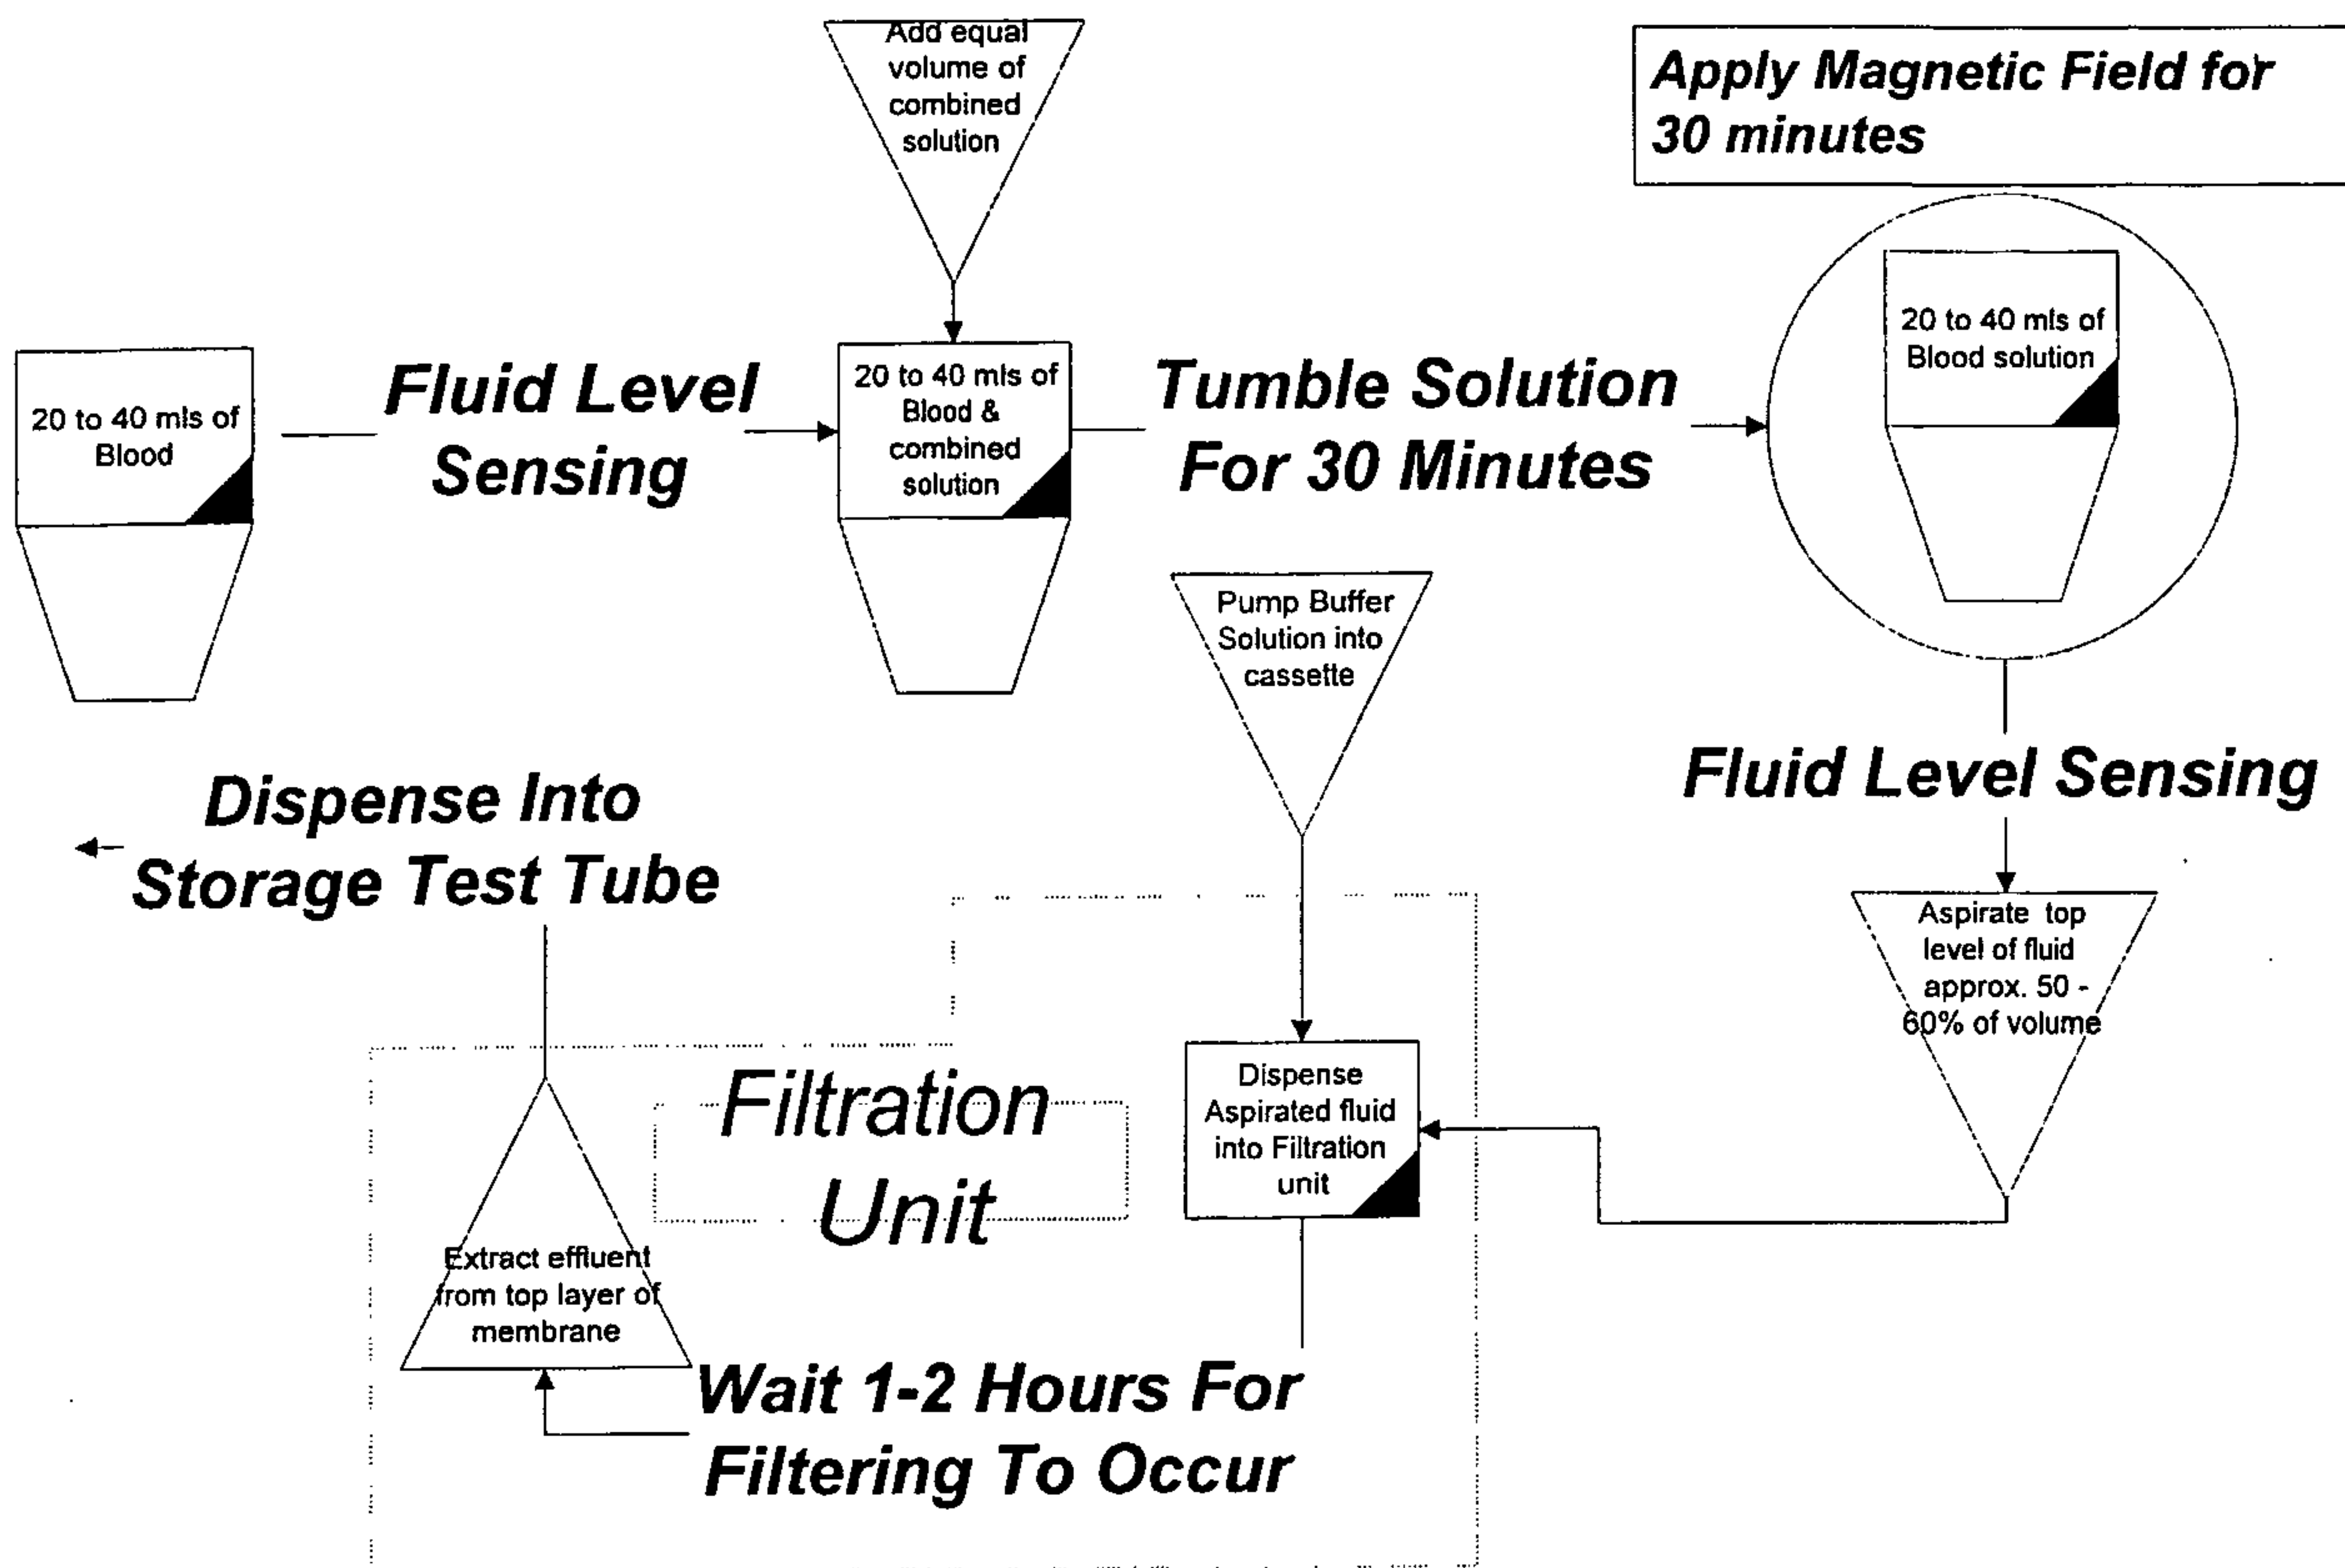 Add equal
volume of
combined
solution
Apply Magnetic Field for
30 minutes
20 to 40 mls of
Blood
Fluid Level
Sensing
20 to 40 mls of
Blood &
combined
solution
Tumble Solution
For 30 Minutes
20 to 40 mls of
Blood solution
Fluid Level Sensing
Aspirate top
level of fluid
approx. 50 -
60% of volume
Pump Buffer
Solution into
cassette
Dispense
Aspirated fluid
into Filtration
unit
Filtration
Unit
Wait 1-2 Hours For
Filtering To Occur
Extract effluent
from top layer of
membrane
Dispense Into
Storage Test Tube